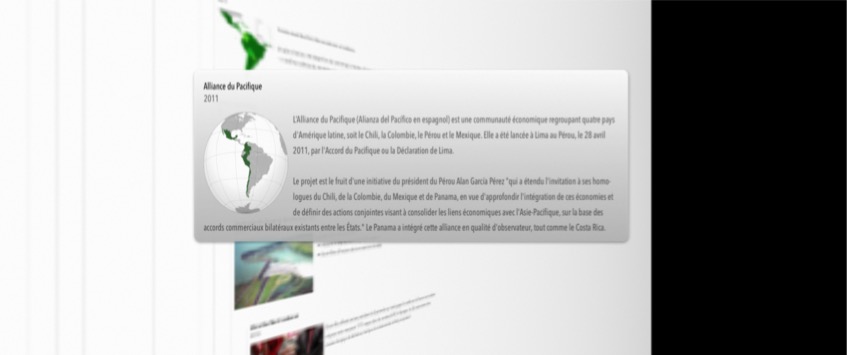 Alliance du Pacifique
2011
L'Alliance du Pacifique (Alianza del Pacífico en espagnol) est une communauté économique regroupant quatre pays
d'Amérique latine, soit le Chili, la Colombie, le Pérou et le Mexique. Elle a été lancée à Lima au Pérou, le 28 avril
2011, par l'Accord du Pacifique ou la Déclaration de Lima.
Le projet est le fruit d'une initiative du président du Pérou Alan García Pérez "qui a étendu l'invitation à ses homo-
logues du Chili, de la Colombie, du Mexique et de Panama, en vue d'approfondir l'intégration de ces économies et
de définir des actions conjointes visant à consolider les liens économiques avec l'Asie-Pacifique, sur la base des
accords commerciaux bilatéraux existants entre les États." Le Panama a intégré cette alliance en qualité d'observateur, tout comme le Costa Rica.